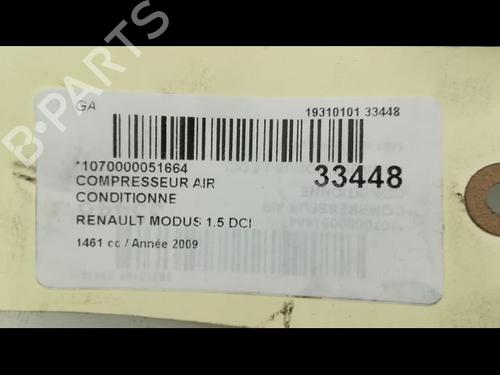 GA
19310101 33448
*1070000051664
33448
COMPRESSEUR AIR
CONDITIONNE
RENAULT MODUS 1.5 DCI
1461 cc / Année 2009
B-PARTS